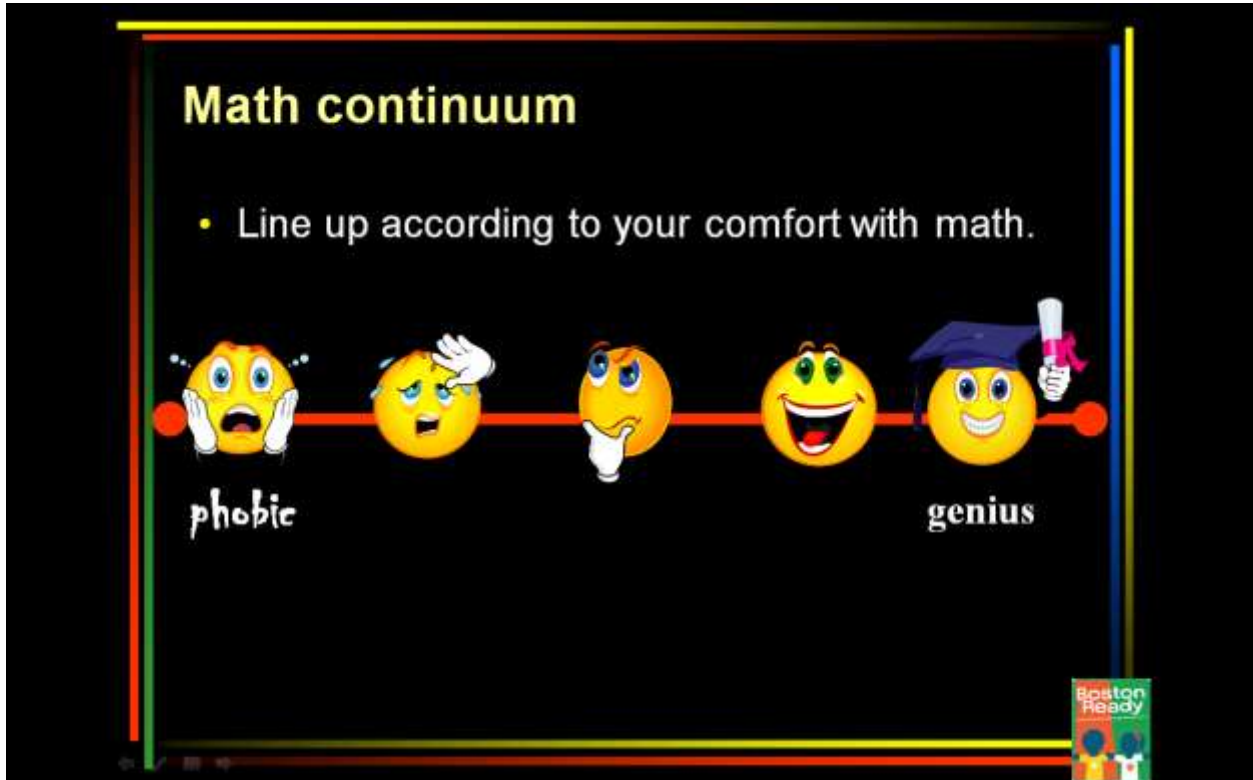 Math continuum
• Line up according to your comfort with math.
phobic
genius
Boston
Ready